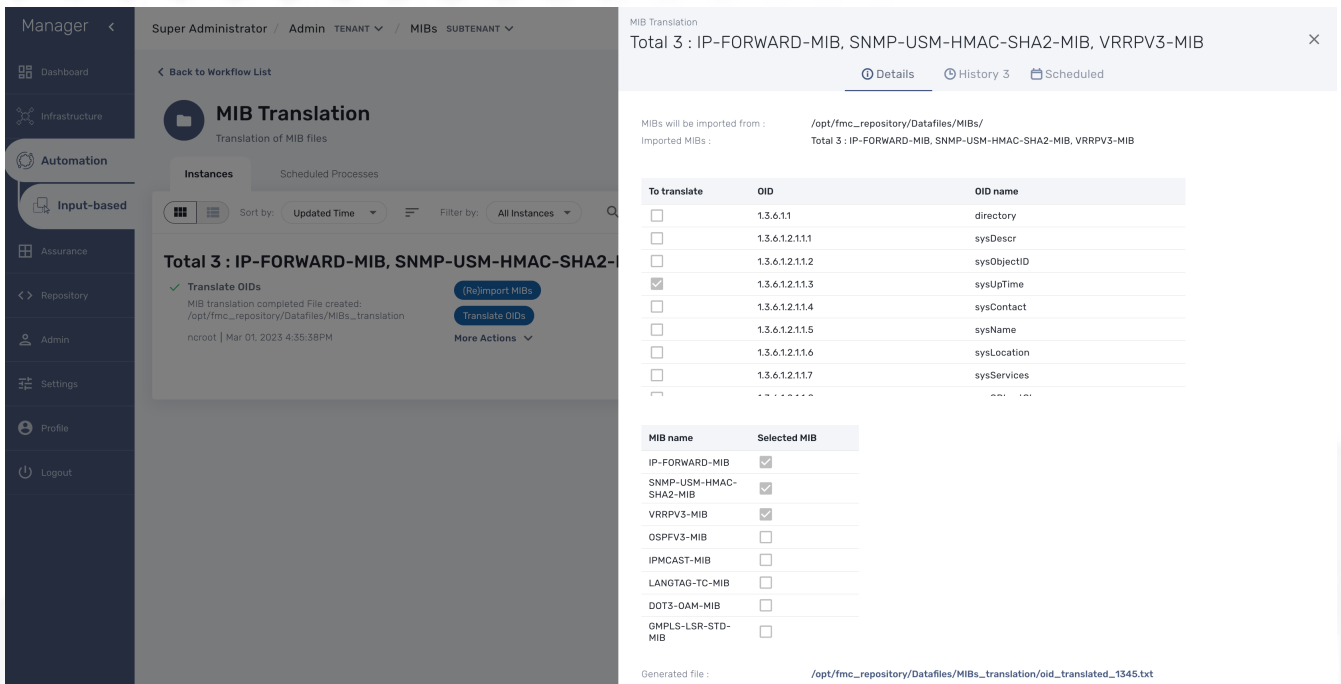 Manager
Super Administrator / Admin TENANT / MIBs SUBTENANT
Dashboard
Infrastructure
Automation
Input-based
Assurance
Repository
Admin
Settings
Profile
Logout
Back to Workflow List
MIB Translation
Translation of MIB files
Instances Scheduled Processes
Sort by: Updated Time Filter by: All Instances
Total 3 : IP-FORWARD-MIB, SNMP-USM-HMAC-SHA2-
Translate OIDs
MIB translation completed File created:
/opt/fmc_repository/Datafiles/MIBs_translation
ncroot | Mar 01, 2023 4:35:38PM
(Re)import MIBs
Translate OIDs
More Actions
MIB Translation
Total 3 : IP-FORWARD-MIB, SNMP-USM-HMAC-SHA2-MIB, VRRPV3-MIB
Details History 3 Scheduled
MIBs will be imported from : /opt/fmc_repository/Datafiles/MIBs/
Imported MIBs : Total 3 : IP-FORWARD-MIB, SNMP-USM-HMAC-SHA2-MIB, VRRPV3-MIB
To translate OID OID name
1.3.6.1.1 directory
1.3.6.1.2.1.1.1 sysDescr
1.3.6.1.2.1.1.2 sysObjectID
1.3.6.1.2.1.1.3 sysUpTime
1.3.6.1.2.1.1.4 sysContact
1.3.6.1.2.1.1.5 sysName
1.3.6.1.2.1.1.6 sysLocation
1.3.6.1.2.1.1.7 sysServices
MIB name Selected MIB
IP-FORWARD-MIB
SNMP-USM-HMAC-
SHA2-MIB
VRRPV3-MIB
OSPFV3-MIB
IPMCAST-MIB
LANGTAG-TC-MIB
DOT3-OAM-MIB
GMPLS-LSR-STD-
MIB
Generated file : /opt/fmc_repository/Datafiles/MIBs_translation/oid_translated_1345.txt